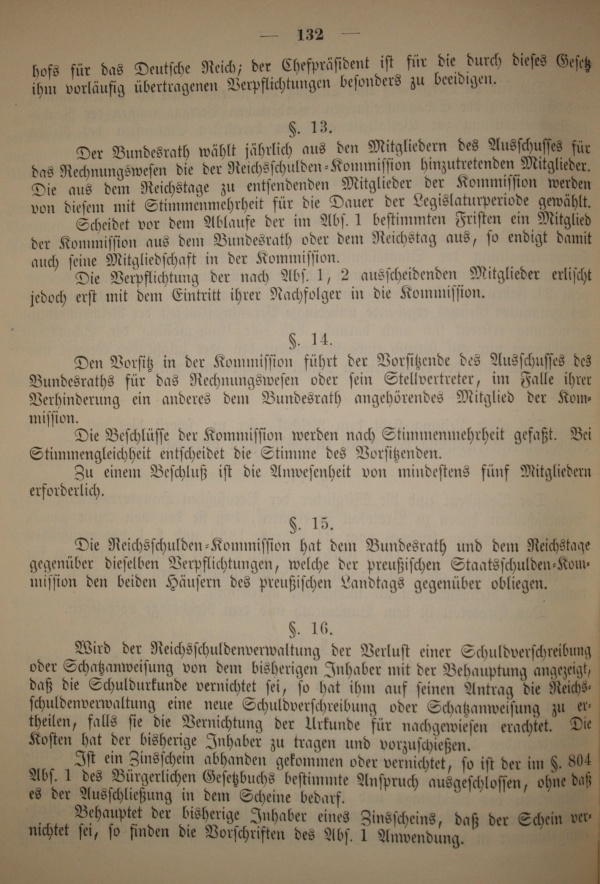 — 132 —
hofs für das Deutsche Reich; der Chefpräsident ist für die durch dieses Gesetz
ihm vorläufig übertragenen Verpflichtungen besonders zu beeidigen.
§. 13.
Der Bundesrath wählt jährlich aus den Mitgliedern des Ausschusses für
das Rechnungswesen die der Reichsschulden-Kommission hinzutretenden Mitglieder.
Die aus dem Reichstage zu entsendenden Mitglieder der Kommission werden
von diesem mit Stimmenmehrheit für die Dauer der Legislaturperiode gewählt.
Scheidet vor dem Ablaufe der im Abs. 1 bestimmten Fristen ein Mitglied
der Kommission aus dem Bundesrath oder dem Reichstag aus, so endigt damit
auch seine Mitgliedschaft in der Kommission.
Die Verpflichtung der nach Abs. 1, 2 ausscheidenden Mitglieder erlischt
jedoch erst mit dem Eintritt ihrer Nachfolger in die Kommission.
§. 14.
Den Vorsitz in der Kommission führt der Vorsitzende des Ausschusses des
Bundesraths für das Rechnungswesen oder sein Stellvertreter, im Falle ihrer
Verhinderung ein anderes dem Bundesrath angehörendes Mitglied der Kom-
mission.
Die Beschlüsse der Kommission werden nach Stimmenmehrheit gefaßt. Bei
Stimmengleichheit entscheidet die Stimme des Vorsitzenden.
Zu einem Beschluß ist die Anwesenheit von mindestens fünf Mitgliedern
erforderlich.
§. 15.
Die Reichsschulden-Kommission hat dem Bundesrath und dem Reichstage
gegenüber dieselben Verpflichtungen, welche der preußischen Staatsschulden-Kom-
mission den beiden Häusern des preußischen Landtags gegenüber obliegen.
§. 16.
Wird der Reichsschuldenverwaltung der Verlust einer Schuldverschreibung
oder Schatzanweisung von dem bisherigen Inhaber mit der Behauptung angezeigt,
daß die Schuldurkunde vernichtet sei, so hat ihm auf seinen Antrag die Reichs-
schuldenverwaltung eine neue Schuldverschreibung oder Schatzanweisung zu er-
theilen, falls sie die Vernichtung der Urkunde für nachgewiesen erachtet. Die
Kosten hat der bisherige Inhaber zu tragen und vorzuschießen.
Ist ein Zinsschein abhanden gekommen oder vernichtet, so ist der im §. 804
Abs. 1 des Bürgerlichen Gesetzbuchs bestimmte Anspruch ausgeschlossen, ohne daß
es der Ausschließung in dem Scheine bedarf.
Behauptet der bisherige Inhaber eines Zinsscheins, daß der Schein ver-
nichtet sei, so finden die Vorschriften des Abs. 1 Anwendung.